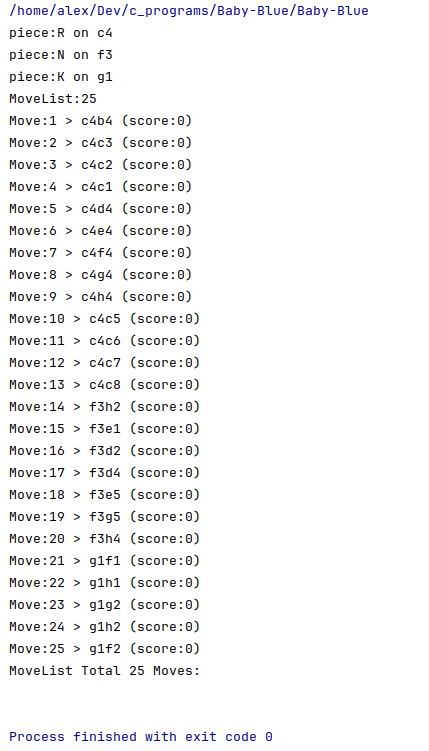 /home/alex/Dev/c_programs/Baby-Blue/Baby-Blue
piece:R on c4
piece:N on f3
piece:K on g1
MoveList:25
Move:1 > c4b4 (score:0)
Move:2 > c4c3 (score:0)
Move:3 > c4c2 (score:0)
Move:4 > c4c1 (score:0)
Move:5 > c4d4 (score:0)
Move:6 > c4e4 (score:0)
Move:7 > c4f4 (score:0)
Move:8 > c4g4 (score:0)
Move:9 > c4h4 (score:0)
Move:10 > c4c5 (score:0)
Move:11 > c4c6 (score:0)
Move:12 > c4c7 (score:0)
Move:13 > c4c8 (score:0)
Move:14 > f3h2 (score:0)
Move:15 > f3e1 (score:0)
Move:16 > f3d2 (score:0)
Move:17 > f3d4 (score:0)
Move:18 > f3e5 (score:0)
Move:19 > f3g5 (score:0)
Move:20 > f3h4 (score:0)
Move:21 > g1f1 (score:0)
Move:22 > g1h1 (score:0)
Move:23 > g1g2 (score:0)
Move:24 > g1h2 (score:0)
Move:25 > g1f2 (score:0)
MoveList Total 25 Moves:
Process finished with exit code 0